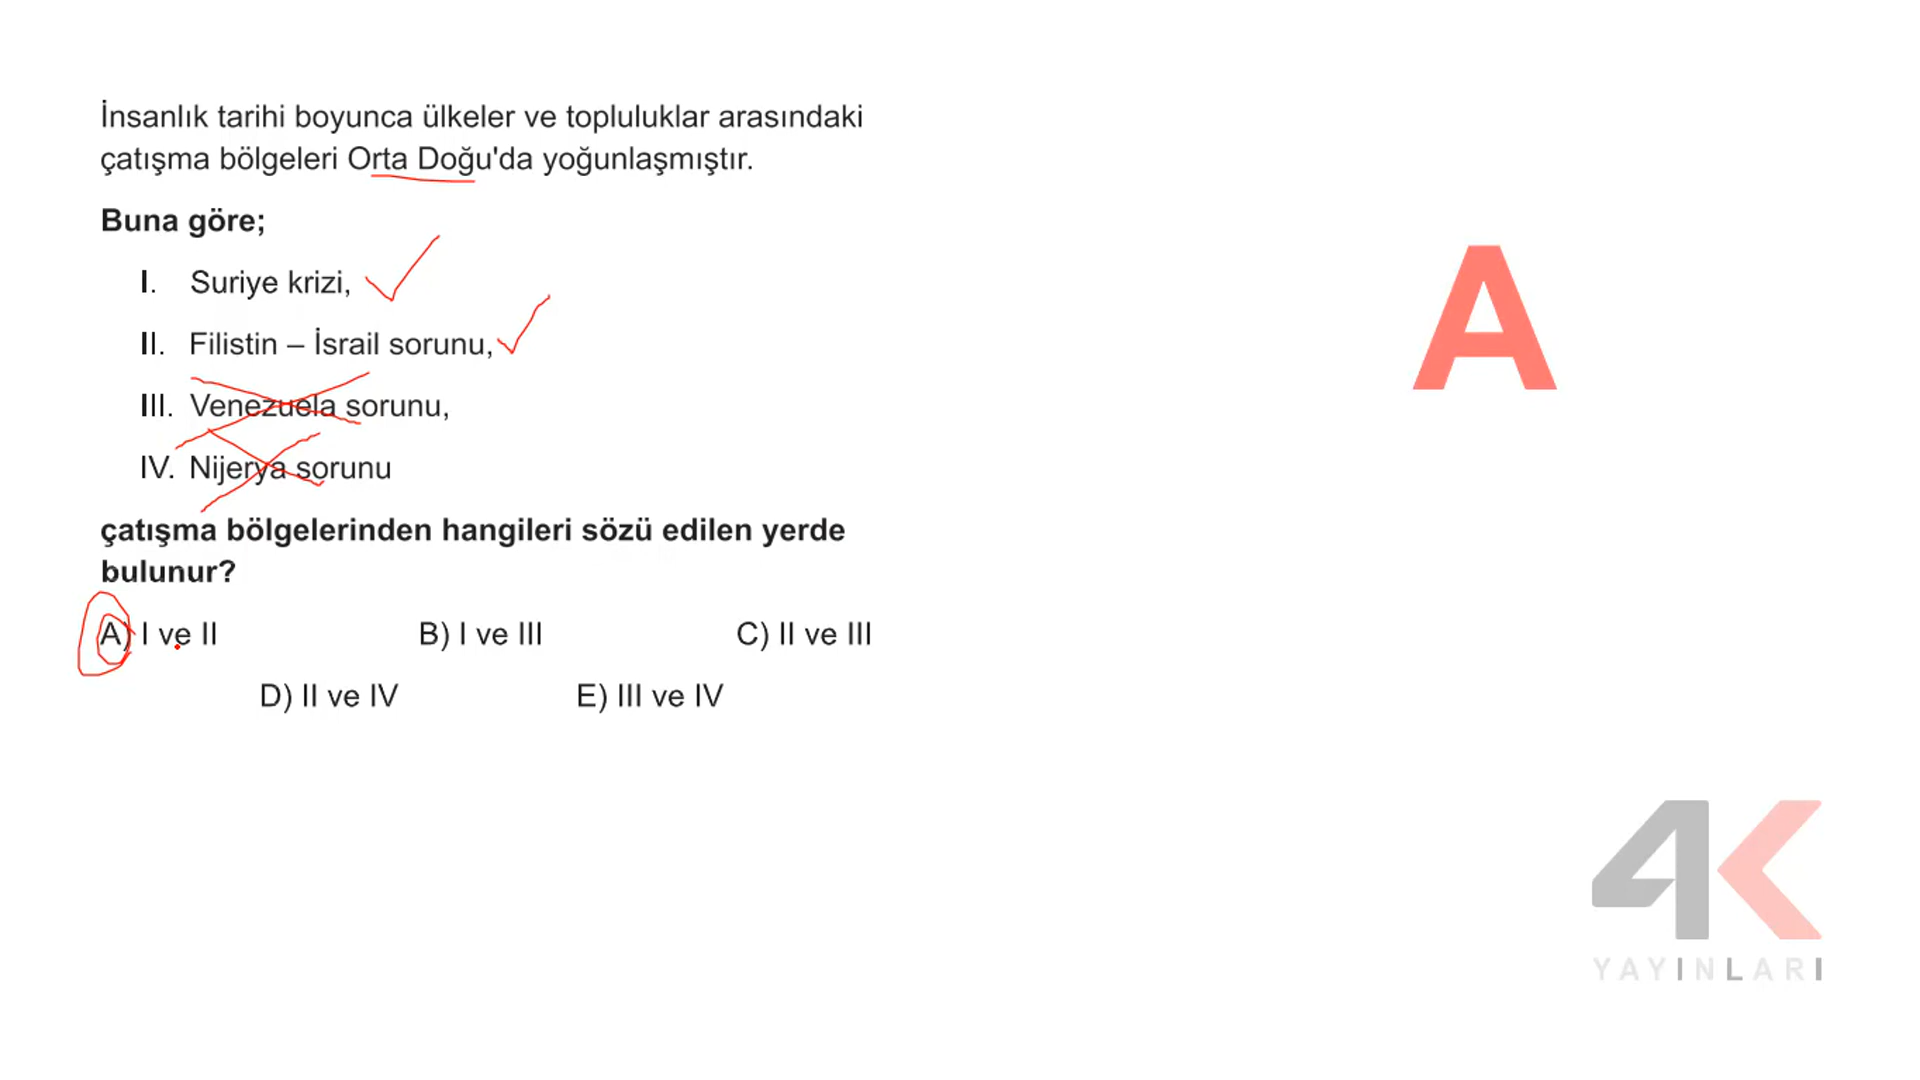 İnsanlık tarihi boyunca ülkeler ve topluluklar arasındaki
çatışma bölgeleri Orta Doğu'da yoğunlaşmıştır.
Buna göre;
I. Suriye krizi,
II. Filistin – İsrail sorunu,
III. Venezuela sorunu,
IV. Nijerya sorunu
çatışma bölgelerinden hangileri sözü edilen yerde
bulunur?
A) I ve II B) I ve III C) II ve III
D) II ve IV E) III ve IV
A
4K
YAYINLARI